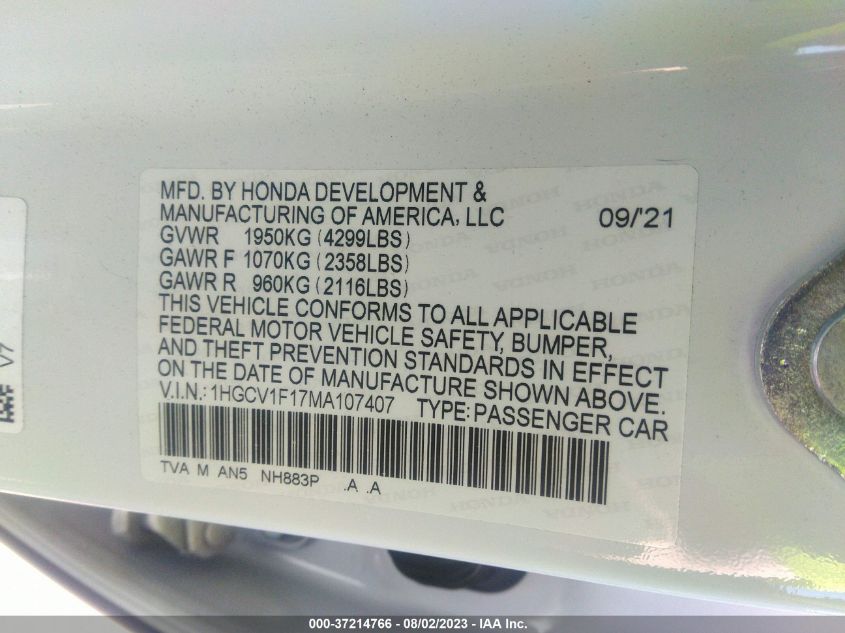 MFD. BY HONDA DEVELOPMENT &
MANUFACTURING OF AMERICA, LLC 09/'21
GVWR 1950KG (4299LBS)
GAWR F 1070KG (2358LBS)
GAWR R 960KG (2116LBS)
THIS VEHICLE CONFORMS TO ALL APPLICABLE
FEDERAL MOTOR VEHICLE SAFETY, BUMPER,
AND THEFT PREVENTION STANDARDS IN EFFECT
ON THE DATE OF MANUFACTURE SHOWN ABOVE.
V.I.N.: 1HGCV1F17MA107407 TYPE: PASSENGER CAR
TVA M AN5 NH883P .A .A
V7
000-37214766 - 08/02/2023 - IAA Inc.